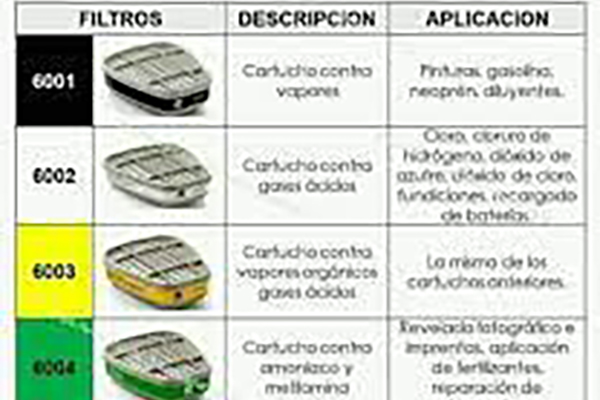 FILTROS DESCRIPCION APLICACION
6001
Cartucho contra
vapores
Pinturas, gasolina,
neoprén, diluyentes.
6002
Cartucho contra
gases ácidos
Cloro, cloruro de
hidrógeno, dióxido de
azufre, dióxido de cloro,
fundiciones, recargado
de baterías
6003
Cartucho contra
vapores orgánicos
gases ácidos
La misma de los
cartuchos anteriores.
6004
Cartucho contra
amoniaco y
metilamina
Revelado fotográfico e
imprentas, aplicación
de fertilizantes,
reparación de